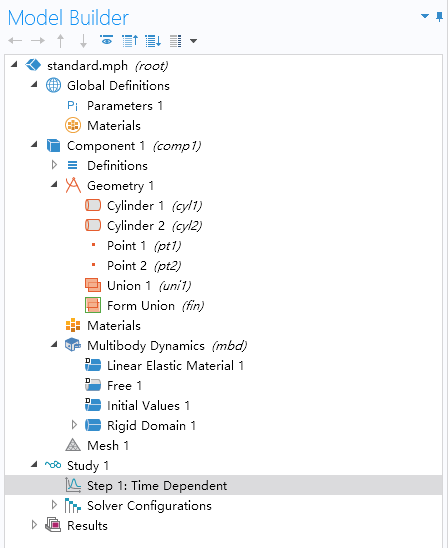 Model Builder
standard.mph (root)
Global Definitions
Pi Parameters 1
Materials
Component 1 (comp1)
Definitions
Geometry 1
Cylinder 1 (cyl1)
Cylinder 2 (cyl2)
Point 1 (pt1)
Point 2 (pt2)
Union 1 (uni1)
Form Union (fin)
Materials
Multibody Dynamics (mbd)
D Linear Elastic Material 1
D Free 1
D Initial Values 1
Rigid Domain 1
Mesh 1
Study 1
Step 1: Time Dependent
Solver Configurations
Results